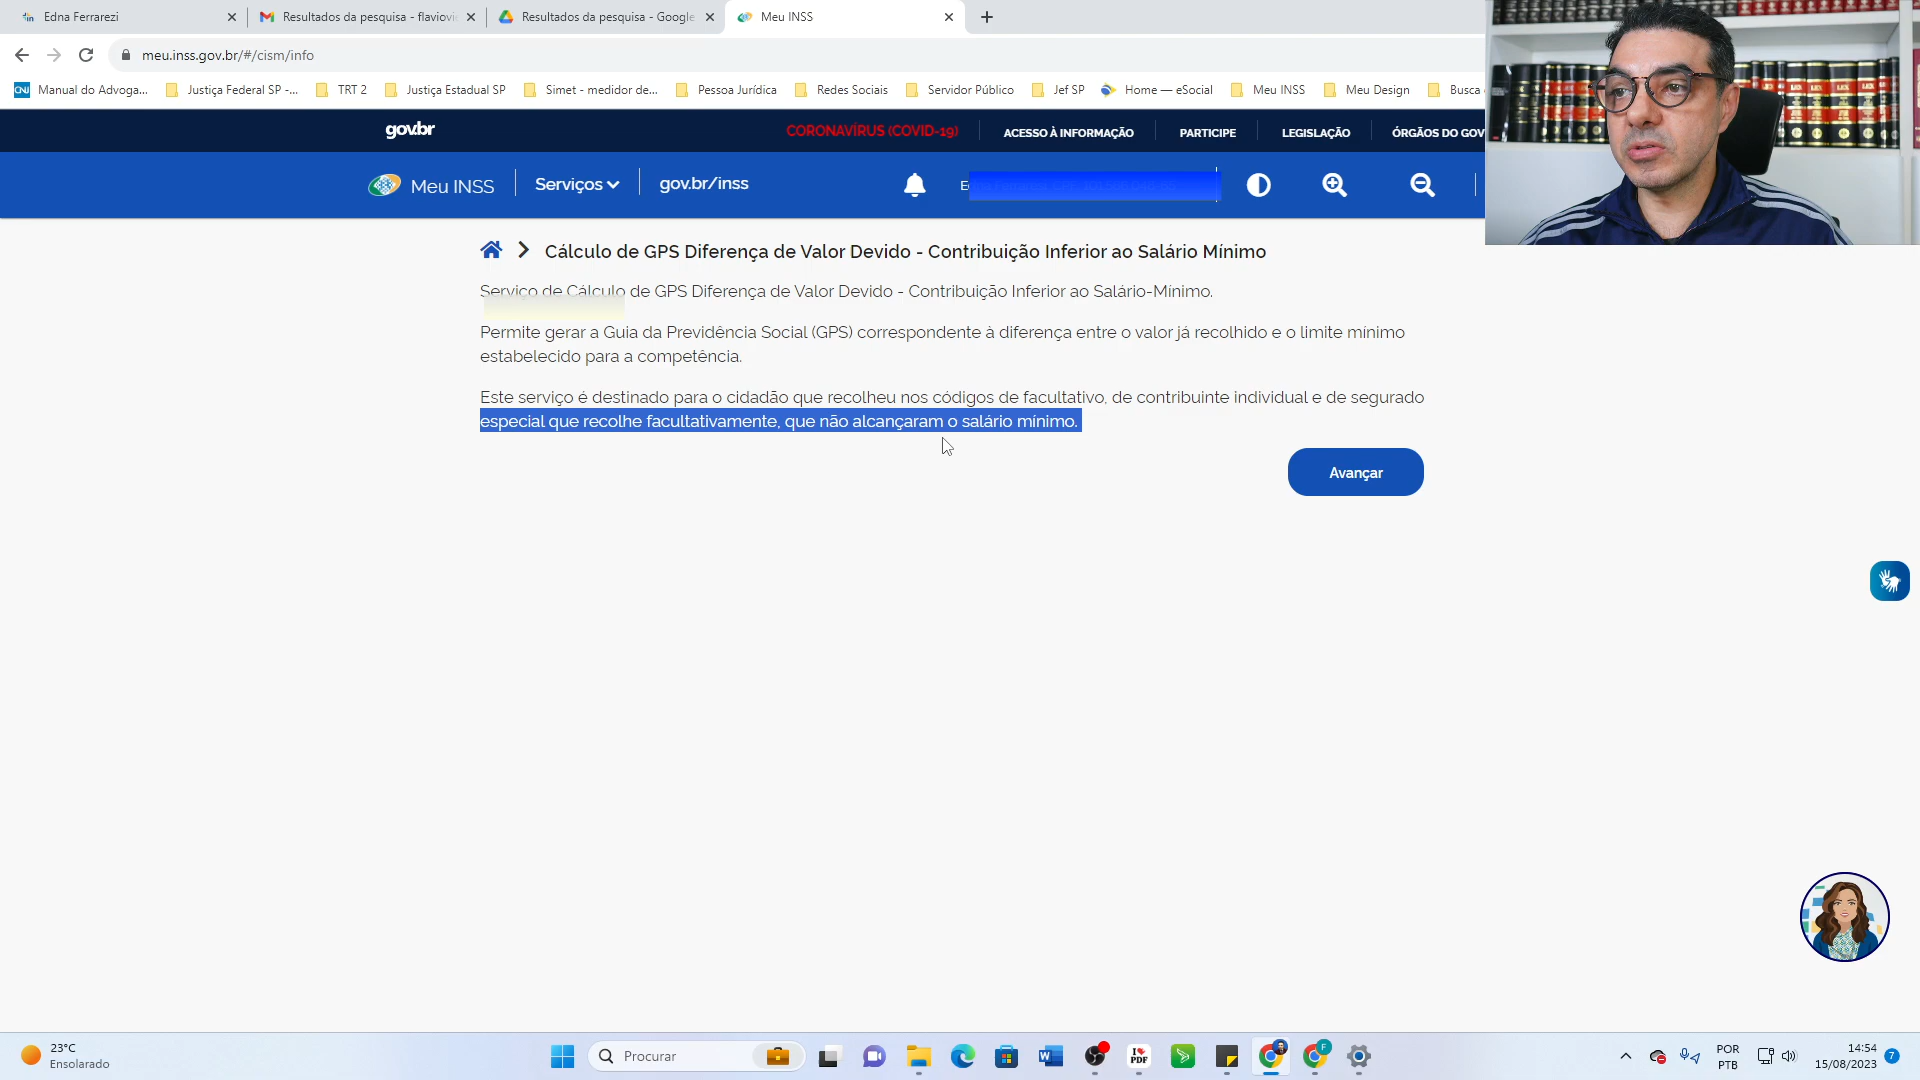 Edna Ferrarezi
Resultados da pesquisa - flaviovi
Resultados da pesquisa - Google
Meu INSS
meu.inss.gov.br/#/cism/info
CNJ Manual do Advoga...
Justiça Federal SP -...
TRT 2
Justiça Estadual SP
Simet - medidor de...
Pessoa Jurídica
Redes Sociais
Servidor Público
Jef SP
Home — eSocial
Meu INSS
Meu Design
Busca
gov.br
CORONAVÍRUS (COVID-19)
ACESSO À INFORMAÇÃO
PARTICIPE
LEGISLAÇÃO
ÓRGÃOS DO GOV
Meu INSS
Serviços
gov.br/inss
Cálculo de GPS Diferença de Valor Devido - Contribuição Inferior ao Salário Mínimo
Serviço de Cálculo de GPS Diferença de Valor Devido - Contribuição Inferior ao Salário-Mínimo.
Permite gerar a Guia da Previdência Social (GPS) correspondente à diferença entre o valor já recolhido e o limite mínimo
estabelecido para a competência.
Este serviço é destinado para o cidadão que recolheu nos códigos de facultativo, de contribuinte individual e de segurado
especial que recolhe facultativamente, que não alcançaram o salário mínimo.
Avançar
23°C
Ensolarado
Procurar
I PDF
F
POR
PTB
14:54
15/08/2023
7